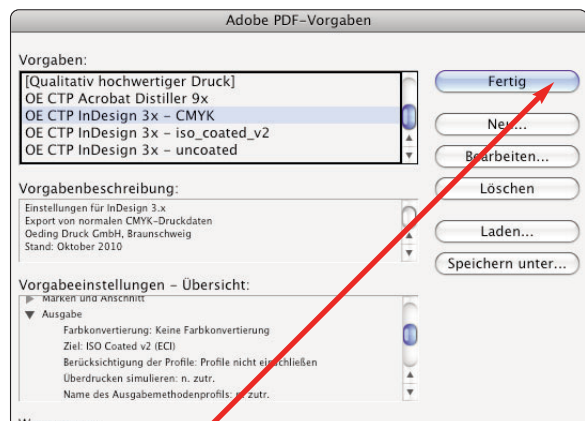 Adobe PDF-Vorgaben
Vorgaben:
[Qualitativ hochwertiger Druck]
OE CTP Acrobat Distiller 9x
OE CTP InDesign 3x – CMYK
OE CTP InDesign 3x – iso_coated_v2
OE CTP InDesign 3x – uncoated
Fertig
Neu...
Bearbeiten...
Löschen
Laden...
Speichern unter...
Vorgabenbeschreibung:
Einstellungen für InDesign 3.x
Export von normalen CMYK-Druckdaten
Oeding Druck GmbH, Braunschweig
Stand: Oktober 2010
Vorgabeeinstellungen – Übersicht:
Marken und Anschnitt
Ausgabe
Farbkonvertierung: Keine Farbkonvertierung
Ziel: ISO Coated v2 (ECI)
Berücksichtigung der Profile: Profile nicht einschließen
Überdrucken simulieren: n. zutr.
Name des Ausgabemethodenprofils: n. zutr.